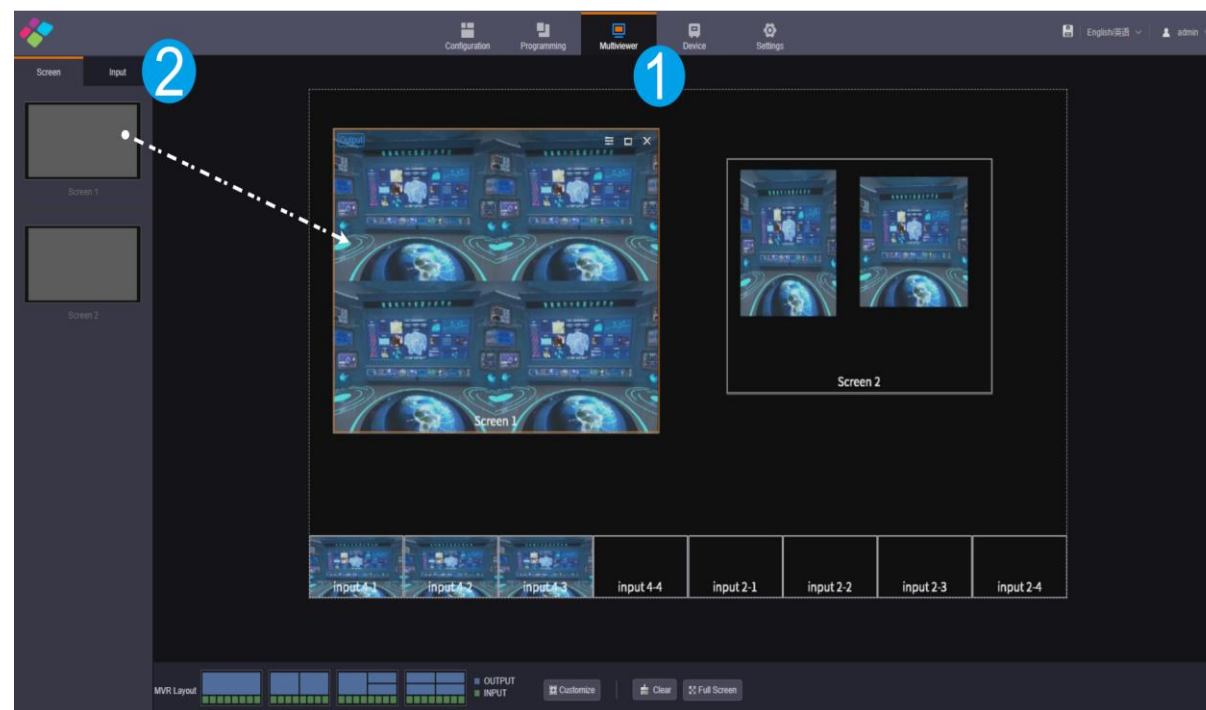 Configuration
Programming
Multiviewer
Device
Settings
English/英语
admin
1
Screen
Input
2
Output
Screen 1
Screen 2
Screen 1
Screen 2
input 4-1
input 4-2
input 4-3
input 4-4
input 2-1
input 2-2
input 2-3
input 2-4
MVR Layout
OUTPUT
INPUT
Customize
Clear
Full Screen